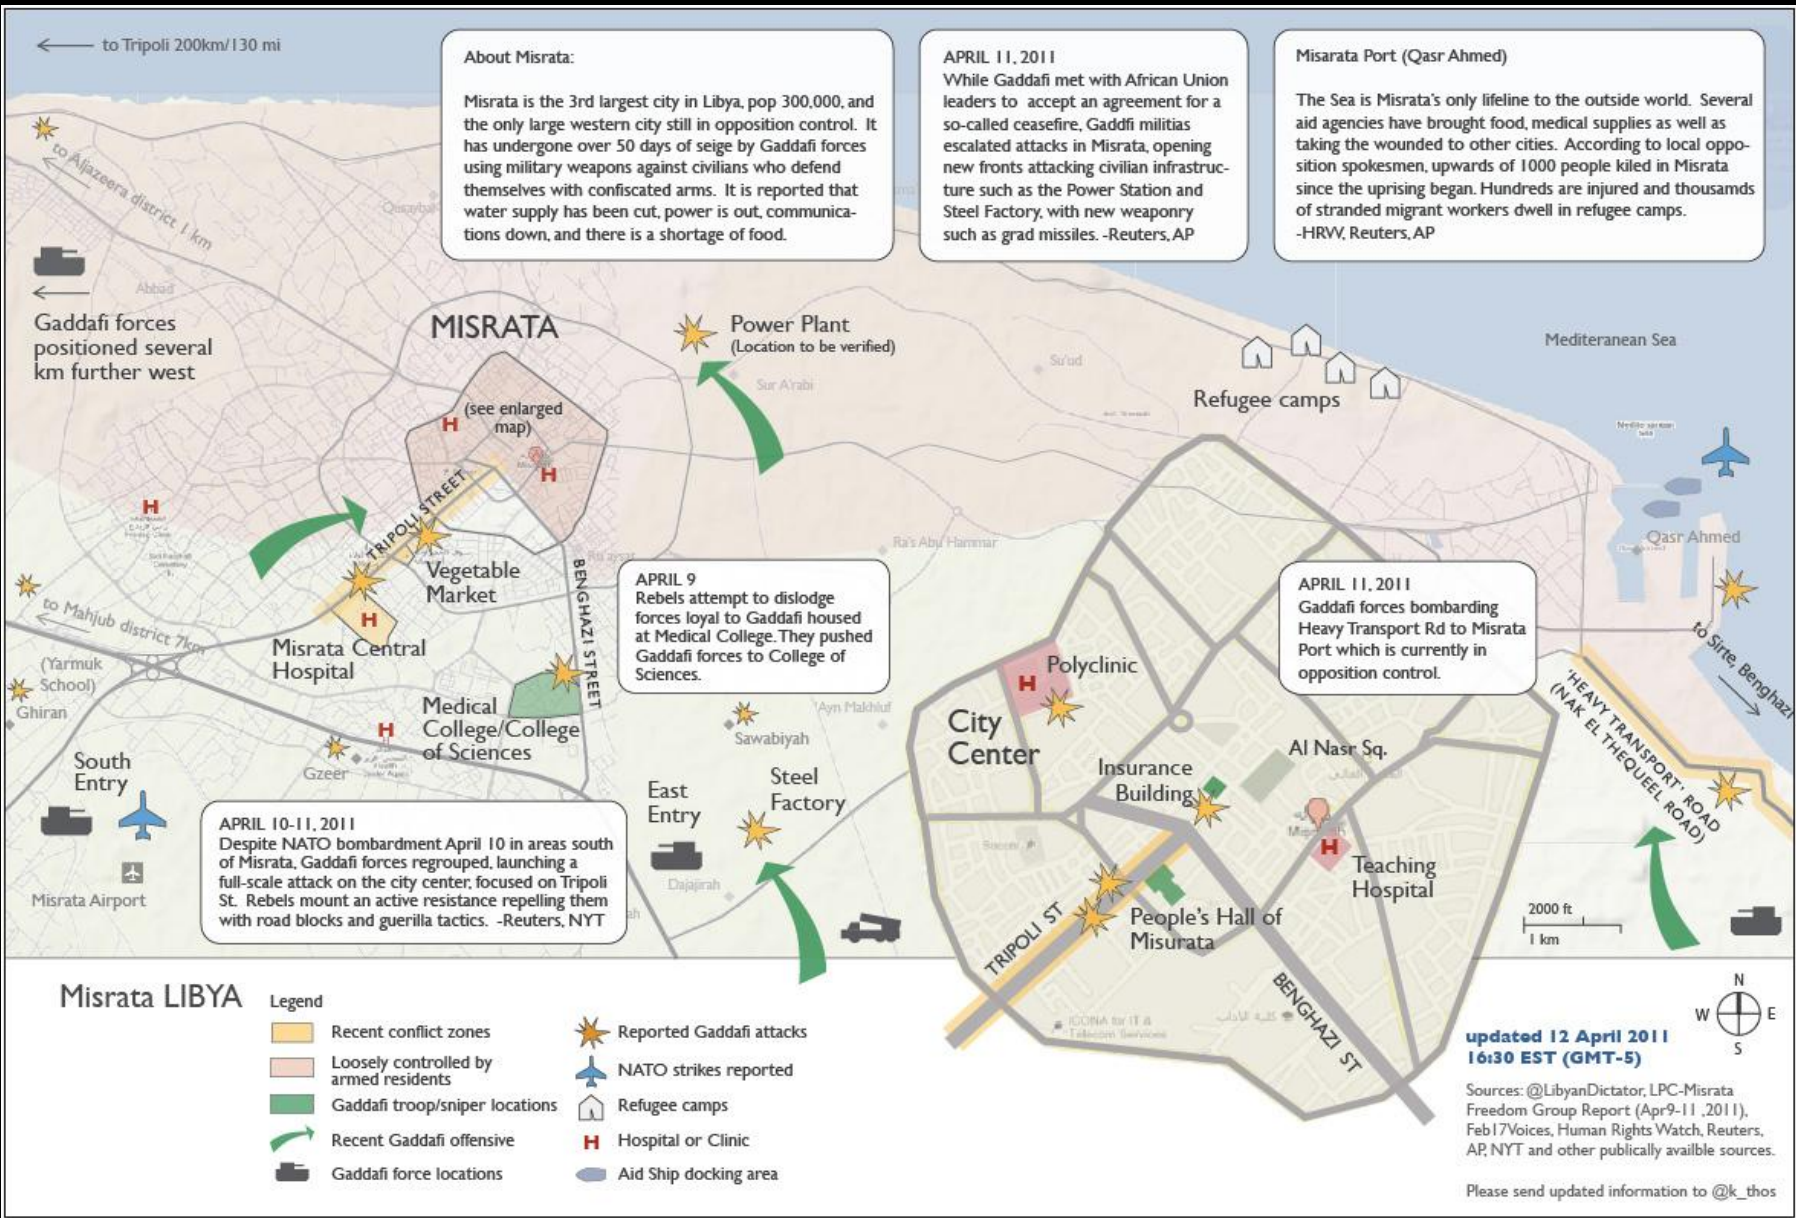 to Tripoli 200km/130 mi
About Misrata:
Misrata is the 3rd largest city in Libya, pop 300,000, and
the only large western city still in opposition control. It
has undergone over 50 days of seige by Gaddafi forces
using military weapons against civilians who defend
themselves with confiscated arms. It is reported that
water supply has been cut, power is out, communica-
tions down, and there is a shortage of food.
APRIL 11, 2011
While Gaddafi met with African Union
leaders to accept an agreement for a
so-called ceasefire, Gaddfi militias
escalated attacks in Misrata, opening
new fronts attacking civilian infrastruc-
ture such as the Power Station and
Steel Factory, with new weaponry
such as grad missiles. -Reuters, AP
Misarata Port (Qasr Ahmed)
The Sea is Misrata's only lifeline to the outside world. Several
aid agencies have brought food, medical supplies as well as
taking the wounded to other cities. According to local oppo-
sition spokesmen, upwards of 1000 people killed in Misrata
since the uprising began. Hundreds are injured and thousamds
of stranded migrant workers dwell in refugee camps.
-HRW, Reuters, AP
to Aljazeera district 1 km
Abbad
Gaddafi forces
positioned several
km further west
MISRATA
(see enlarged
map)
Power Plant
(Location to be verified)
Sur A'rabi
Su'ud
Refugee camps
Mediteranean Sea
Qasr Ahmed
TRIPOLI STREET
Vegetable
Market
BENGHAZI STREET
Ra's Abu Hammar
APRIL 9
Rebels attempt to dislodge
forces loyal to Gaddafi housed
at Medical College. They pushed
Gaddafi forces to College of
Sciences.
APRIL 11, 2011
Gaddafi forces bombarding
Heavy Transport Rd to Misrata
Port which is currently in
opposition control.
to Sirte, Benghazi
'HEAVY TRANSPORT' ROAD
(NAK EL THEQUEEL ROAD)
to Mahjub district 7km
(Yarmuk
School)
Ghiran
Misrata Central
Hospital
Medical
College/College
of Sciences
Gzeer
Sawabiyah
Ayn Makhluf
South
Entry
Misrata Airport
APRIL 10-11, 2011
Despite NATO bombardment April 10 in areas south
of Misrata, Gaddafi forces regrouped, launching a
full-scale attack on the city center, focused on Tripoli
St. Rebels mount an active resistance repelling them
with road blocks and guerilla tactics. -Reuters, NYT
East
Entry
Steel
Factory
Dajajirah
City
Center
Polyclinic
H
Insurance
Building
Al Nasr Sq.
Soccer
H
Teaching
Hospital
People's Hall of
Misurata
TRIPOLI ST
BENGHAZI ST
ICONA for IT &
Telecom Services
2000 ft
1 km
N
W
E
S
Misrata LIBYA
Legend
Recent conflict zones
Loosely controlled by
armed residents
Gaddafi troop/sniper locations
Recent Gaddafi offensive
Gaddafi force locations
Reported Gaddafi attacks
NATO strikes reported
Refugee camps
H Hospital or Clinic
Aid Ship docking area
updated 12 April 2011
16:30 EST (GMT-5)
Sources: @LibyanDictator, LPC-Misrata
Freedom Group Report (Apr9-11 ,2011),
Feb17Voices, Human Rights Watch, Reuters,
AP, NYT and other publically availble sources.
Please send updated information to @k_thos